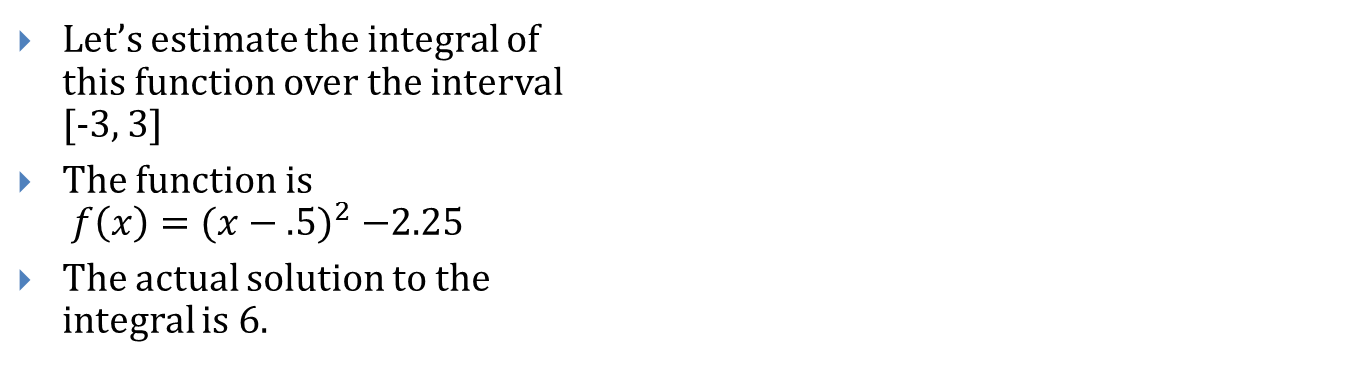 Let’s estimate the integral of
this function over the interval
[-3, 3]
The function is
f(x) = (x − .5)² −2.25
The actual solution to the
integral is 6.